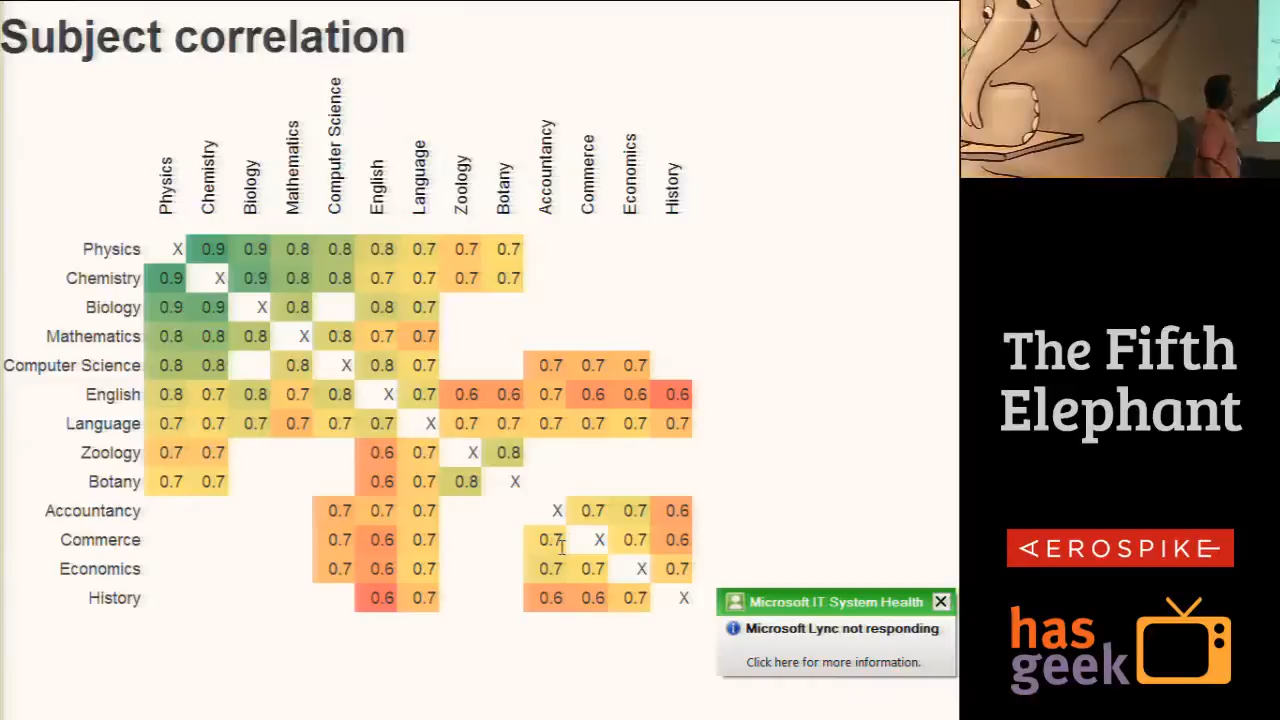 Subject correlation
Physics Chemistry Biology Mathematics Computer Science English Language Zoology Botany Accountancy Commerce Economics History
Physics X 0.9 0.9 0.8 0.8 0.8 0.7 0.7 0.7
Chemistry 0.9 X 0.9 0.8 0.8 0.7 0.7 0.7 0.7
Biology 0.9 0.9 X 0.8 0.8 0.7
Mathematics 0.8 0.8 0.8 X 0.8 0.7 0.7
Computer Science 0.8 0.8 0.8 X 0.8 0.7 0.7 0.7 0.7
English 0.8 0.7 0.8 0.7 0.8 X 0.7 0.6 0.6 0.7 0.6 0.6 0.6
Language 0.7 0.7 0.7 0.7 0.7 0.7 X 0.7 0.7 0.7 0.7 0.7 0.7
Zoology 0.7 0.7 0.6 0.7 X 0.8
Botany 0.7 0.7 0.6 0.7 0.8 X
Accountancy 0.7 0.7 0.7 X 0.7 0.7 0.6
Commerce 0.7 0.6 0.7 0.7 X 0.7 0.6
Economics 0.7 0.6 0.7 0.7 0.7 X 0.7
History 0.6 0.7 0.6 0.6 0.7 X
Microsoft IT System Health
Microsoft Lync not responding
Click here for more information.
The Fifth
Elephant
AEROSPIKE
has
geek